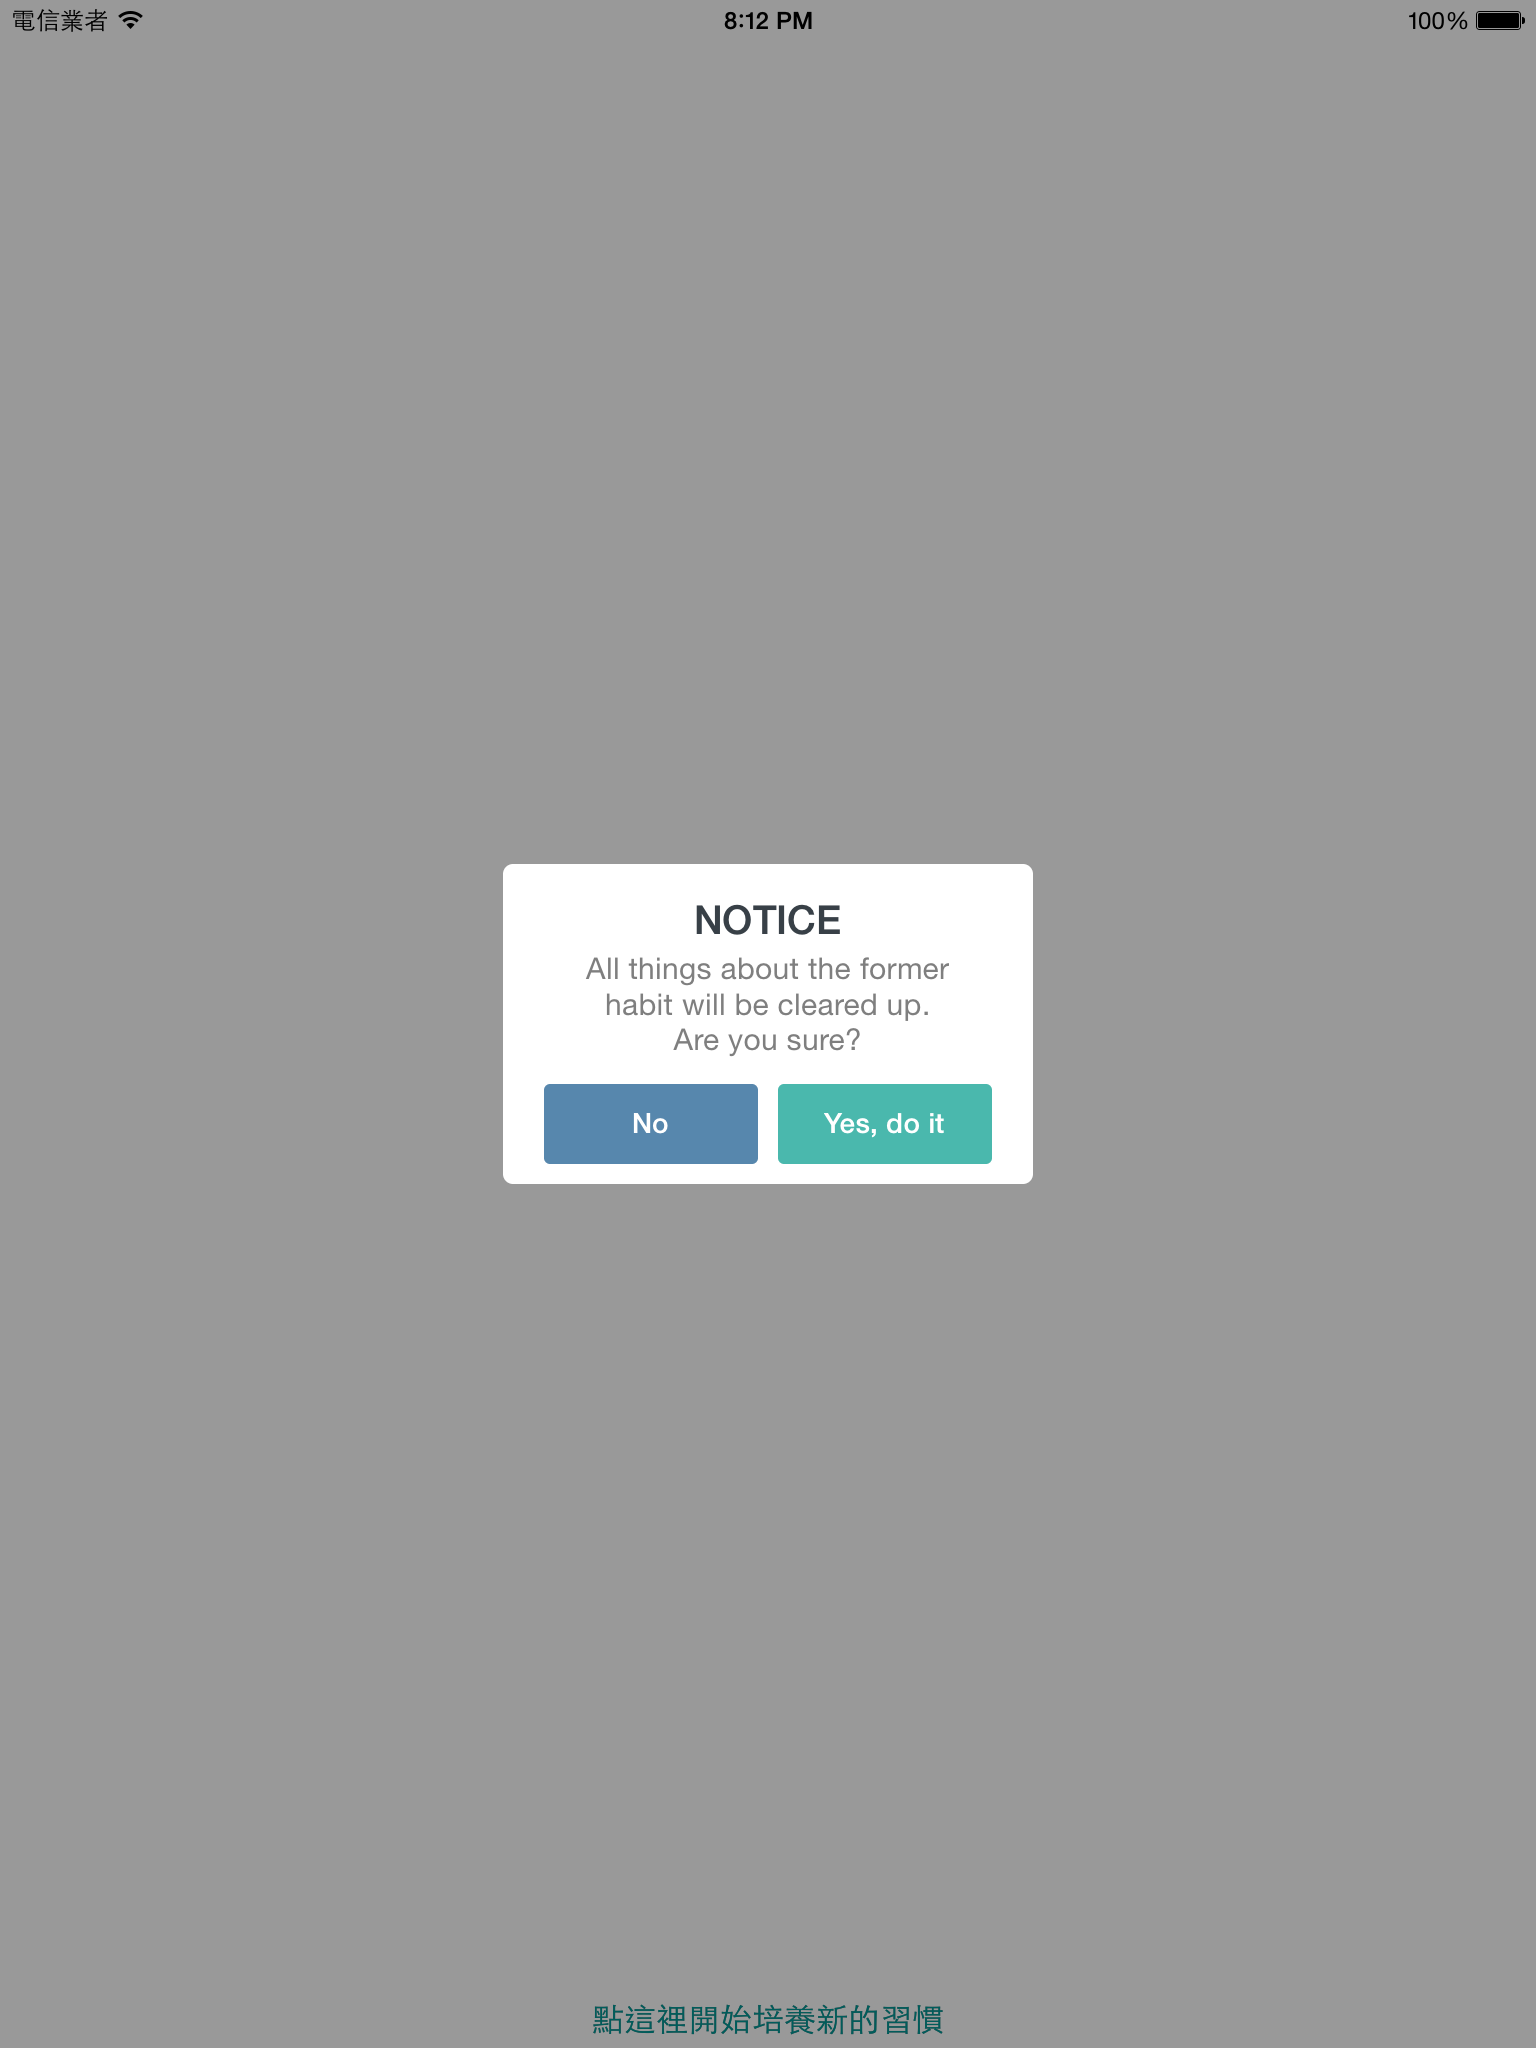 電信業者 8:12 PM 100%
NOTICE
All things about the former
habit will be cleared up.
Are you sure?
No Yes, do it
點這裡開始培養新的習慣